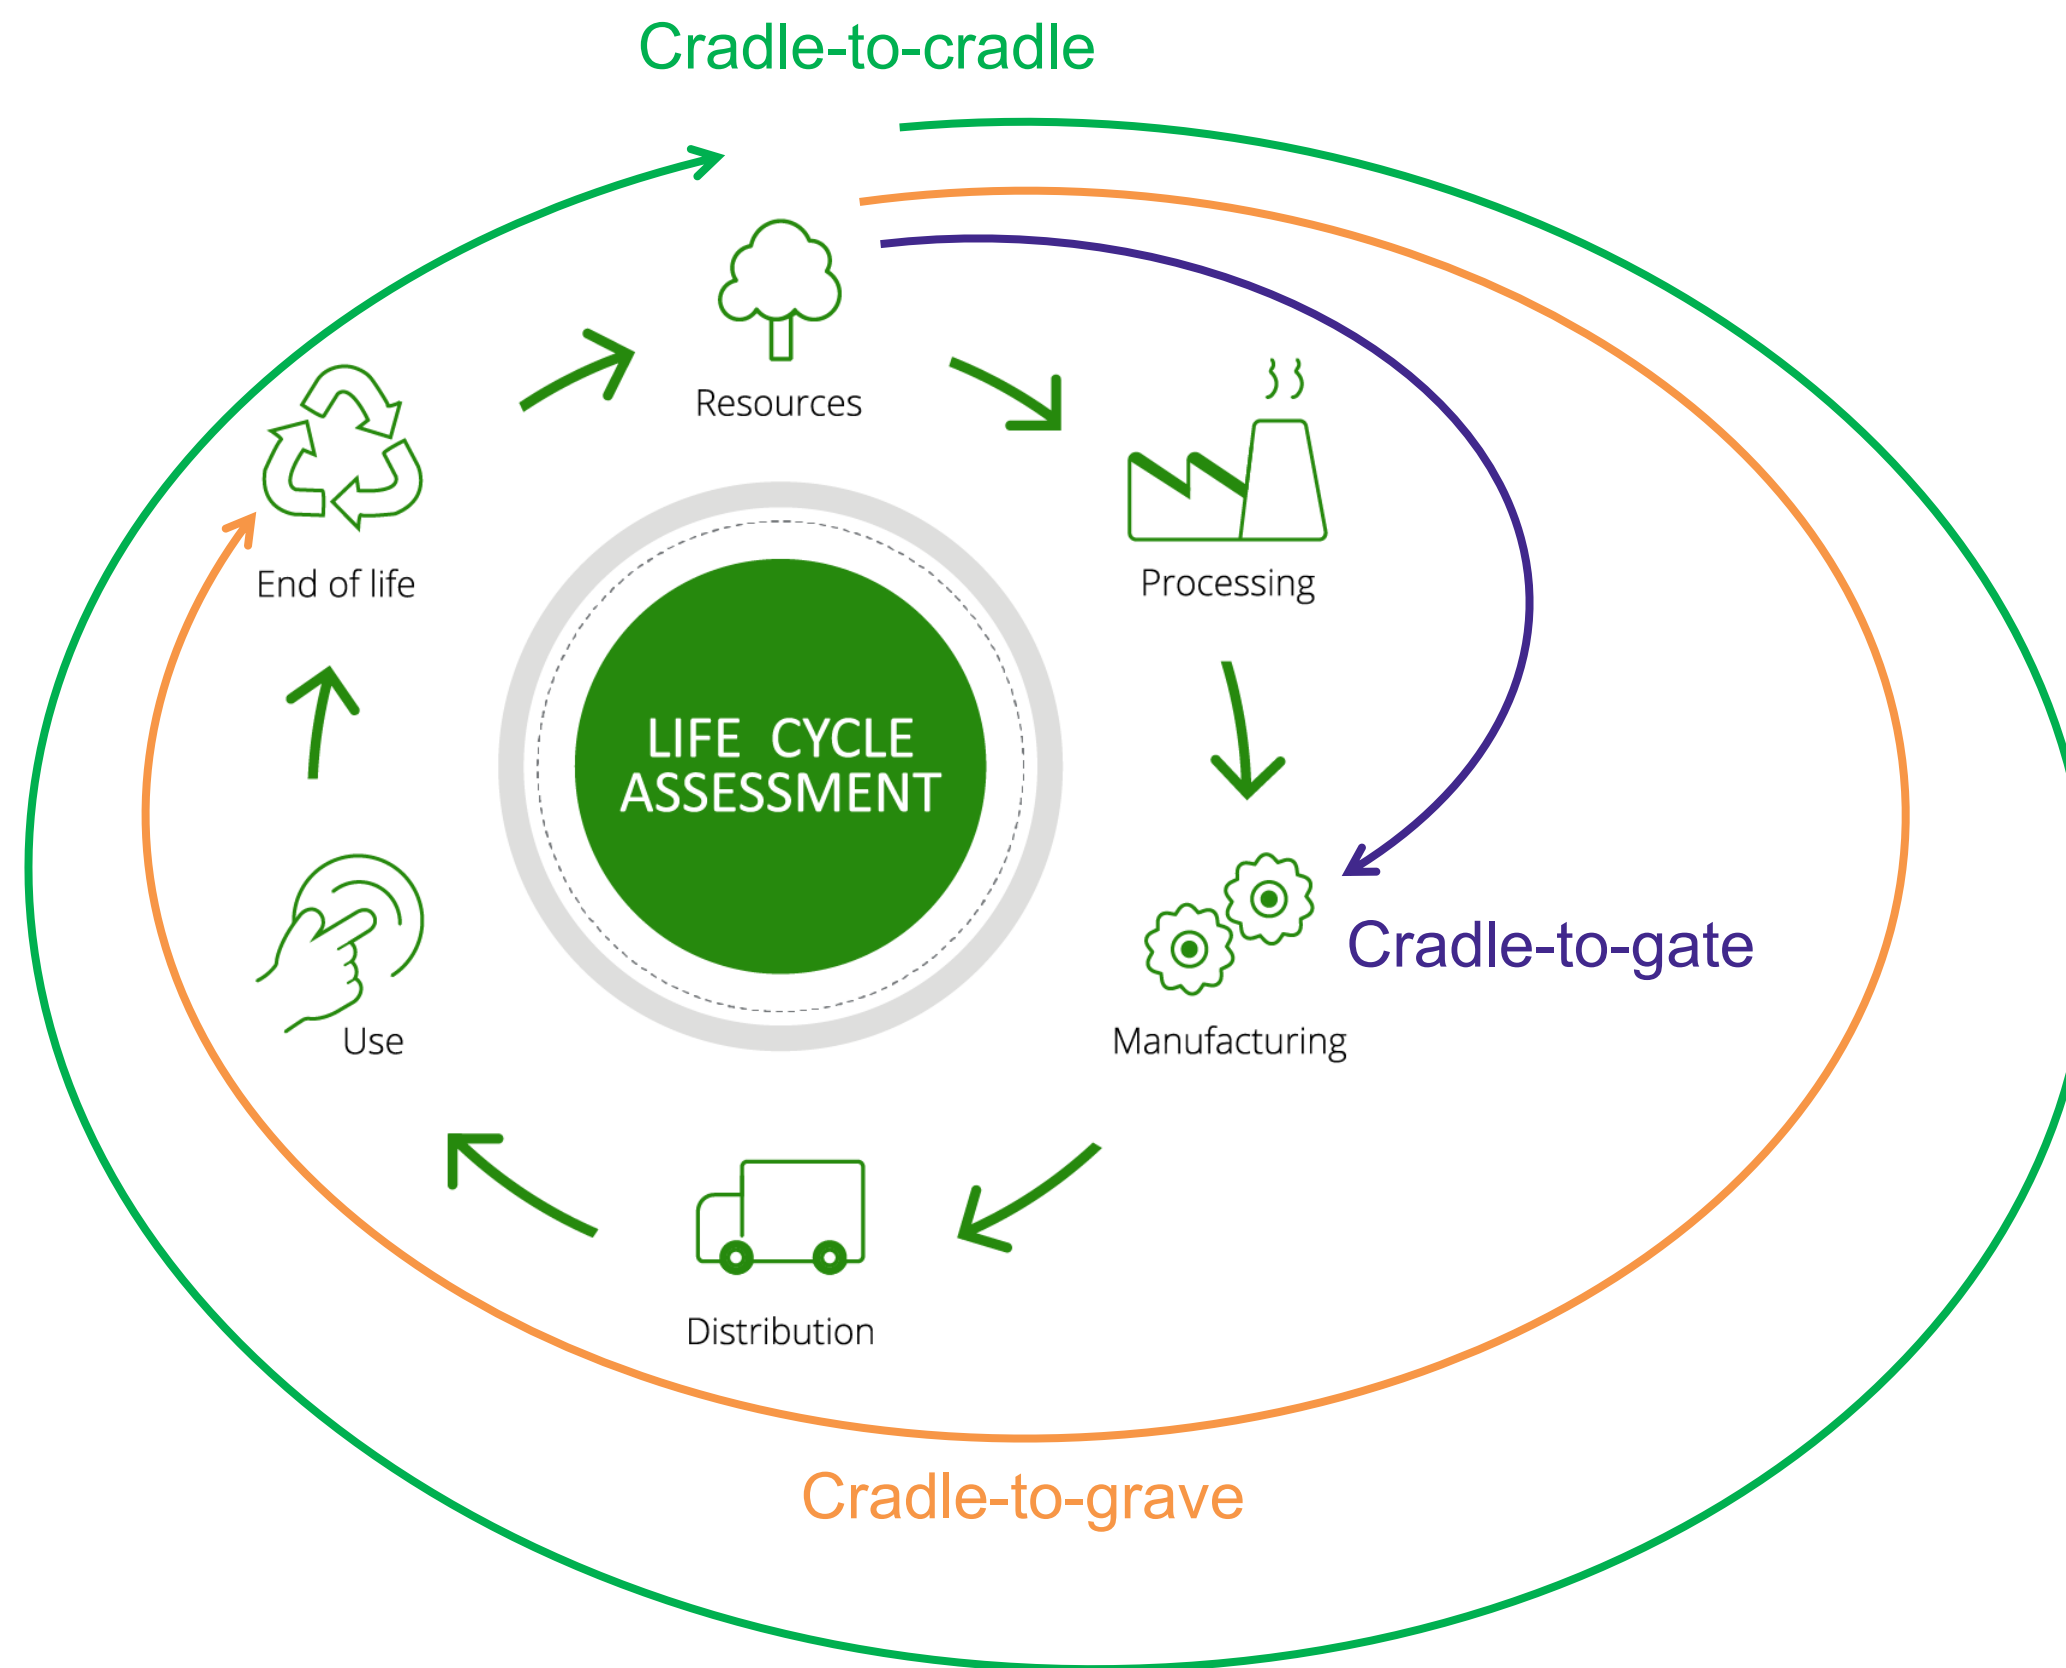 Cradle-to-cradle
Resources
End of life
Processing
LIFE CYCLE
ASSESSMENT
Cradle-to-gate
Use
Manufacturing
Distribution
Cradle-to-grave